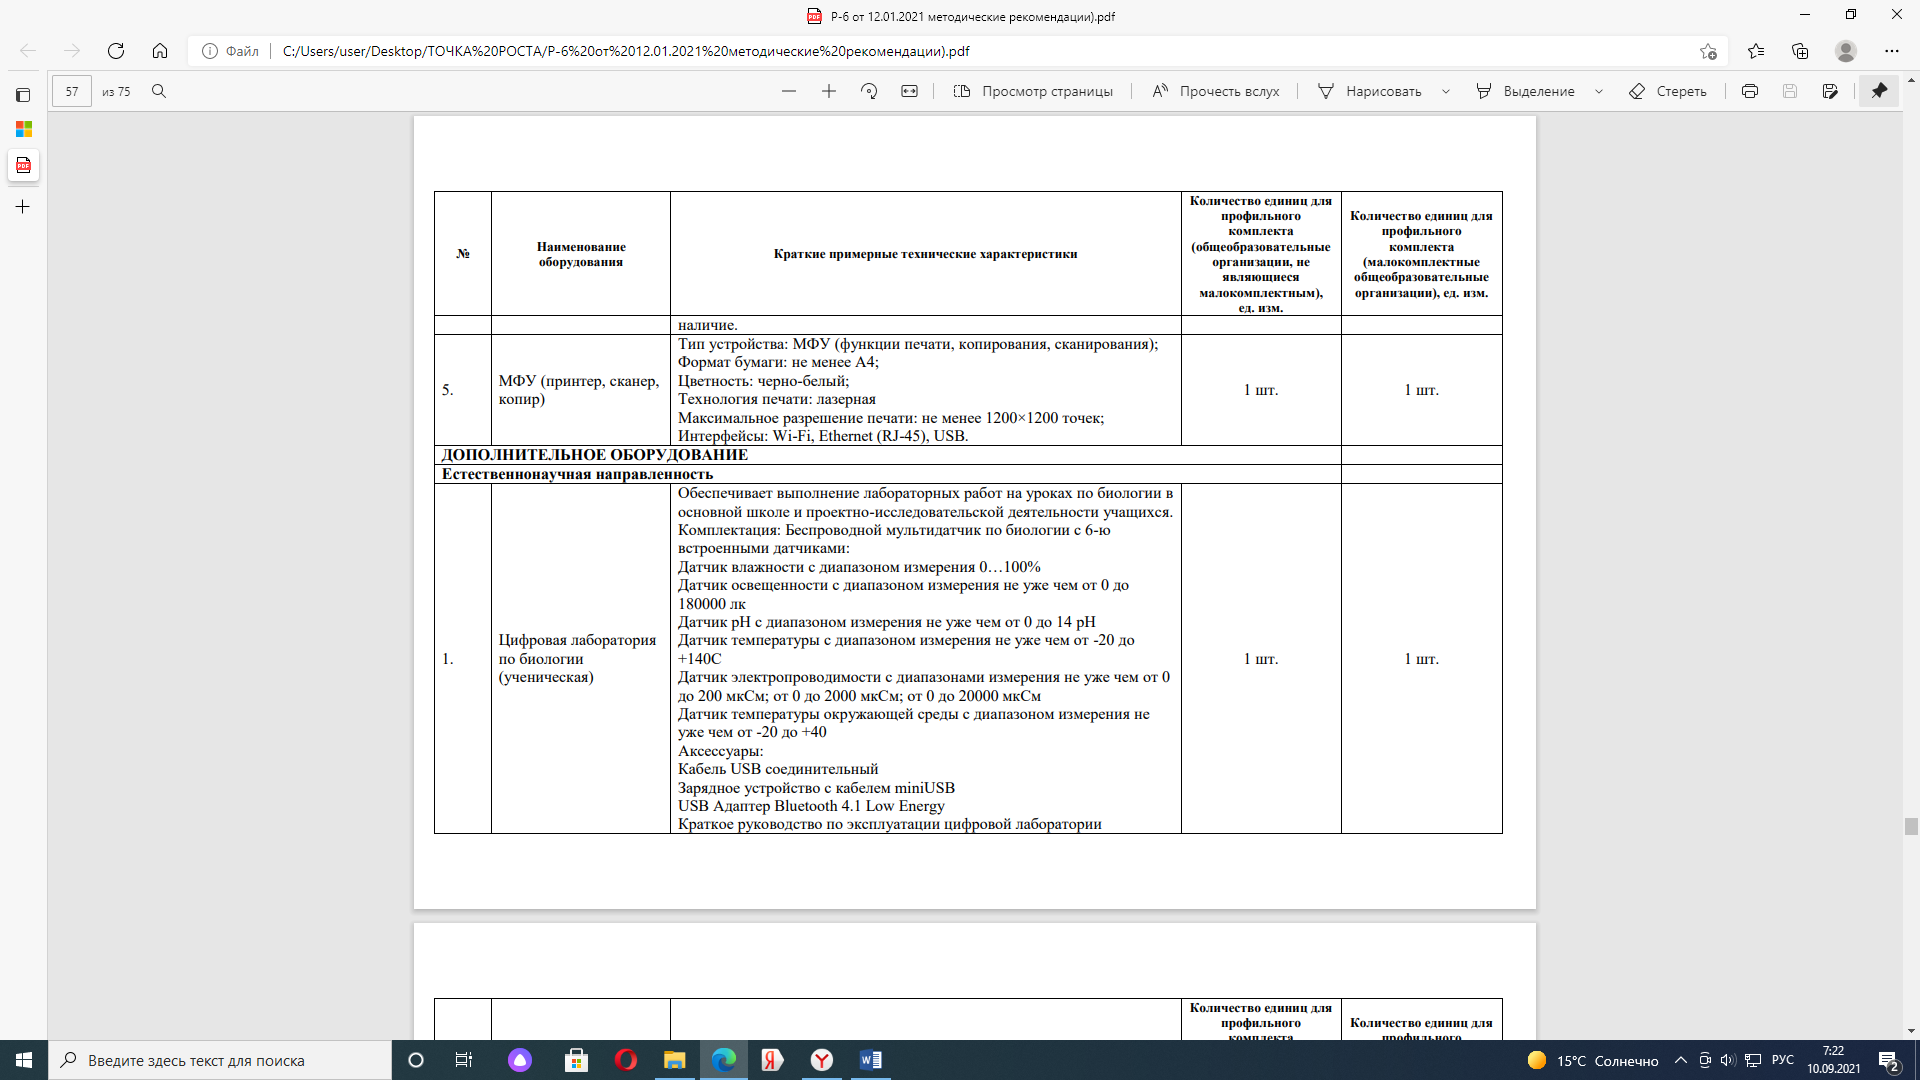 Р-6 от 12.01.2021 методические рекомендации).pdf
Файл
C:/Users/user/Desktop/ТОЧКА%20РОСТА/Р-6%20от%2012.01.2021%20методические%20рекомендации).pdf
57
из 75
Просмотр страницы
Прочесть вслух
Нарисовать
Выделение
Стереть
№
Наименование
оборудования
Краткие примерные технические характеристики
Количество единиц для
профильного
комплекта
(общеобразовательные
организации, не
являющиеся
малокомплектным),
ед. изм.
Количество единиц для
профильного
комплекта
(малокомплектные
общеобразовательные
организации), ед. изм.
наличие.
5.
МФУ (принтер, сканер,
копир)
Тип устройства: МФУ (функции печати, копирования, сканирования);
Формат бумаги: не менее А4;
Цветность: черно-белый;
Технология печати: лазерная
Максимальное разрешение печати: не менее 1200×1200 точек;
Интерфейсы: Wi-Fi, Ethernet (RJ-45), USB.
1 шт.
1 шт.
ДОПОЛНИТЕЛЬНОЕ ОБОРУДОВАНИЕ
Естественнонаучная направленность
1.
Цифровая лаборатория
по биологии
(ученическая)
Обеспечивает выполнение лабораторных работ на уроках по биологии в
основной школе и проектно-исследовательской деятельности учащихся.
Комплектация: Беспроводной мультидатчик по биологии с 6-ю
встроенными датчиками:
Датчик влажности с диапазоном измерения 0…100%
Датчик освещенности с диапазоном измерения не уже чем от 0 до
180000 лк
Датчик рН с диапазоном измерения не уже чем от 0 до 14 pH
Датчик температуры с диапазоном измерения не уже чем от -20 до
+140С
Датчик электропроводимости с диапазонами измерения не уже чем от 0
до 200 мкСм; от 0 до 2000 мкСм; от 0 до 20000 мкСм
Датчик температуры окружающей среды с диапазоном измерения не
уже чем от -20 до +40
Аксессуары:
Кабель USB соединительный
Зарядное устройство с кабелем miniUSB
USB Адаптер Bluetooth 4.1 Low Energy
Краткое руководство по эксплуатации цифровой лаборатории
1 шт.
1 шт.
Количество единиц для
профильного
комплекта
Количество единиц для
профильного
Введите здесь текст для поиска
15°C Солнечно
РУС
7:22
10.09.2021
2